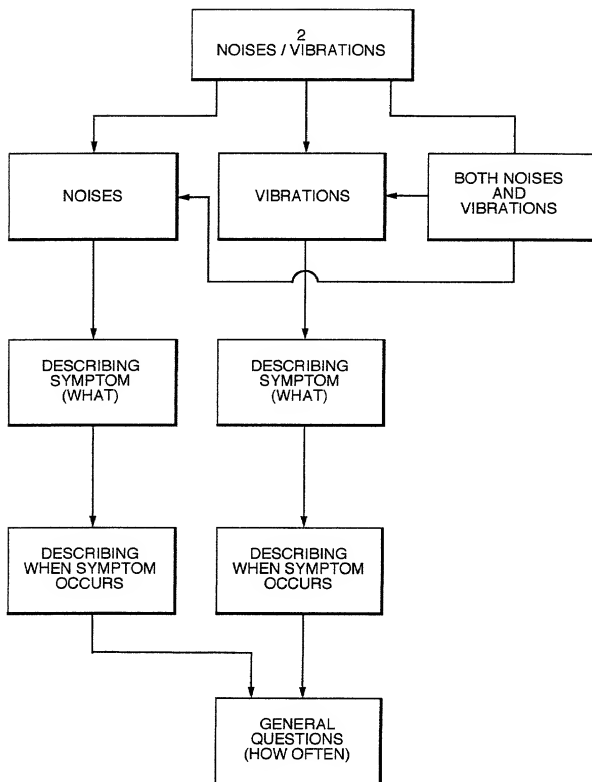 2
NOISES / VIBRATIONS
NOISES
VIBRATIONS
BOTH NOISES
AND
VIBRATIONS
DESCRIBING
SYMPTOM
(WHAT)
DESCRIBING
SYMPTOM
(WHAT)
DESCRIBING
WHEN SYMPTOM
OCCURS
DESCRIBING
WHEN SYMPTOM
OCCURS
GENERAL
QUESTIONS
(HOW OFTEN)